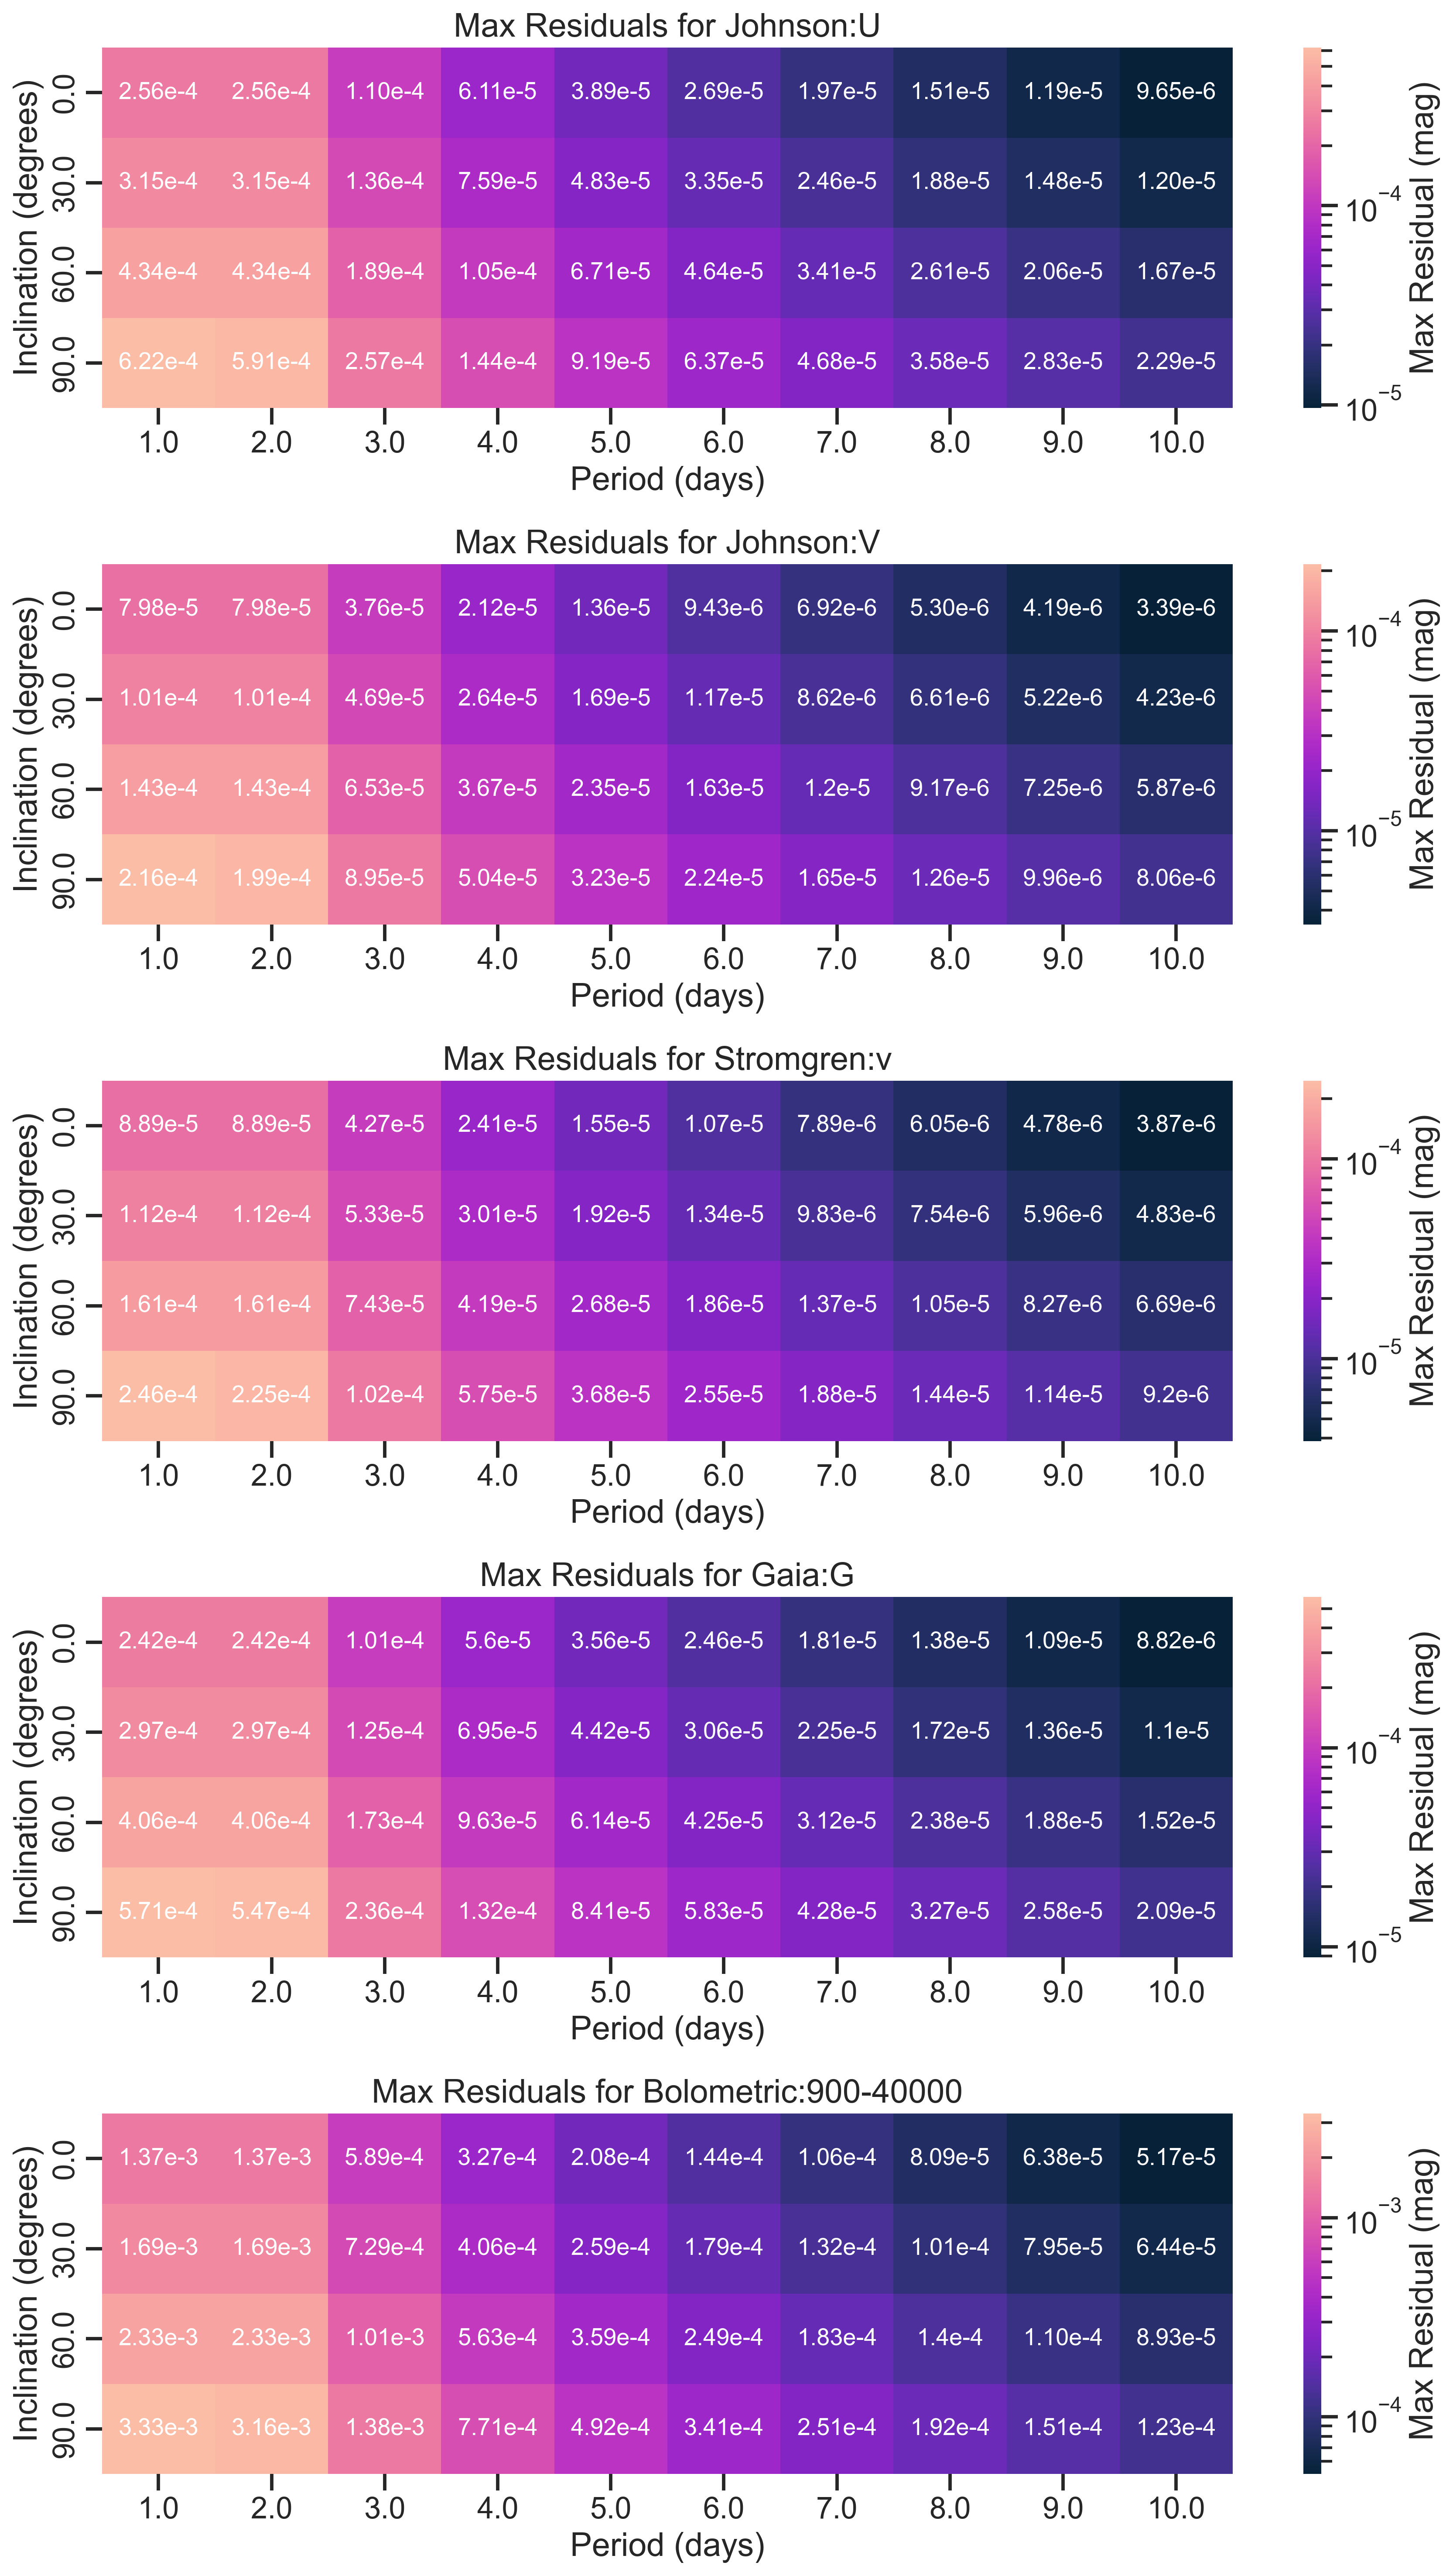 Max Residuals for Johnson:U
Inclination (degrees)
0.0 2.56e-4 2.56e-4 1.10e-4 6.11e-5 3.89e-5 2.69e-5 1.97e-5 1.51e-5 1.19e-5 9.65e-6
30.0 3.15e-4 3.15e-4 1.36e-4 7.59e-5 4.83e-5 3.35e-5 2.46e-5 1.88e-5 1.48e-5 1.20e-5
60.0 4.34e-4 4.34e-4 1.89e-4 1.05e-4 6.71e-5 4.64e-5 3.41e-5 2.61e-5 2.06e-5 1.67e-5
90.0 6.22e-4 5.91e-4 2.57e-4 1.44e-4 9.19e-5 6.37e-5 4.68e-5 3.58e-5 2.83e-5 2.29e-5
1.0 2.0 3.0 4.0 5.0 6.0 7.0 8.0 9.0 10.0
Period (days)
10⁻⁴
10⁻⁵
Max Residual (mag)
Max Residuals for Johnson:V
Inclination (degrees)
0.0 7.98e-5 7.98e-5 3.76e-5 2.12e-5 1.36e-5 9.43e-6 6.92e-6 5.30e-6 4.19e-6 3.39e-6
30.0 1.01e-4 1.01e-4 4.69e-5 2.64e-5 1.69e-5 1.17e-5 8.62e-6 6.61e-6 5.22e-6 4.23e-6
60.0 1.43e-4 1.43e-4 6.53e-5 3.67e-5 2.35e-5 1.63e-5 1.2e-5 9.17e-6 7.25e-6 5.87e-6
90.0 2.16e-4 1.99e-4 8.95e-5 5.04e-5 3.23e-5 2.24e-5 1.65e-5 1.26e-5 9.96e-6 8.06e-6
1.0 2.0 3.0 4.0 5.0 6.0 7.0 8.0 9.0 10.0
Period (days)
10⁻⁴
10⁻⁵
Max Residual (mag)
Max Residuals for Stromgren:v
Inclination (degrees)
0.0 8.89e-5 8.89e-5 4.27e-5 2.41e-5 1.55e-5 1.07e-5 7.89e-6 6.05e-6 4.78e-6 3.87e-6
30.0 1.12e-4 1.12e-4 5.33e-5 3.01e-5 1.92e-5 1.34e-5 9.83e-6 7.54e-6 5.96e-6 4.83e-6
60.0 1.61e-4 1.61e-4 7.43e-5 4.19e-5 2.68e-5 1.86e-5 1.37e-5 1.05e-5 8.27e-6 6.69e-6
90.0 2.46e-4 2.25e-4 1.02e-4 5.75e-5 3.68e-5 2.55e-5 1.88e-5 1.44e-5 1.14e-5 9.2e-6
1.0 2.0 3.0 4.0 5.0 6.0 7.0 8.0 9.0 10.0
Period (days)
10⁻⁴
10⁻⁵
Max Residual (mag)
Max Residuals for Gaia:G
Inclination (degrees)
0.0 2.42e-4 2.42e-4 1.01e-4 5.6e-5 3.56e-5 2.46e-5 1.81e-5 1.38e-5 1.09e-5 8.82e-6
30.0 2.97e-4 2.97e-4 1.25e-4 6.95e-5 4.42e-5 3.06e-5 2.25e-5 1.72e-5 1.36e-5 1.1e-5
60.0 4.06e-4 4.06e-4 1.73e-4 9.63e-5 6.14e-5 4.25e-5 3.12e-5 2.38e-5 1.88e-5 1.52e-5
90.0 5.71e-4 5.47e-4 2.36e-4 1.32e-4 8.41e-5 5.83e-5 4.28e-5 3.27e-5 2.58e-5 2.09e-5
1.0 2.0 3.0 4.0 5.0 6.0 7.0 8.0 9.0 10.0
Period (days)
10⁻⁴
10⁻⁵
Max Residual (mag)
Max Residuals for Bolometric:900-40000
Inclination (degrees)
0.0 1.37e-3 1.37e-3 5.89e-4 3.27e-4 2.08e-4 1.44e-4 1.06e-4 8.09e-5 6.38e-5 5.17e-5
30.0 1.69e-3 1.69e-3 7.29e-4 4.06e-4 2.59e-4 1.79e-4 1.32e-4 1.01e-4 7.95e-5 6.44e-5
60.0 2.33e-3 2.33e-3 1.01e-3 5.63e-4 3.59e-4 2.49e-4 1.83e-4 1.4e-4 1.10e-4 8.93e-5
90.0 3.33e-3 3.16e-3 1.38e-3 7.71e-4 4.92e-4 3.41e-4 2.51e-4 1.92e-4 1.51e-4 1.23e-4
1.0 2.0 3.0 4.0 5.0 6.0 7.0 8.0 9.0 10.0
Period (days)
10⁻³
10⁻⁴
Max Residual (mag)